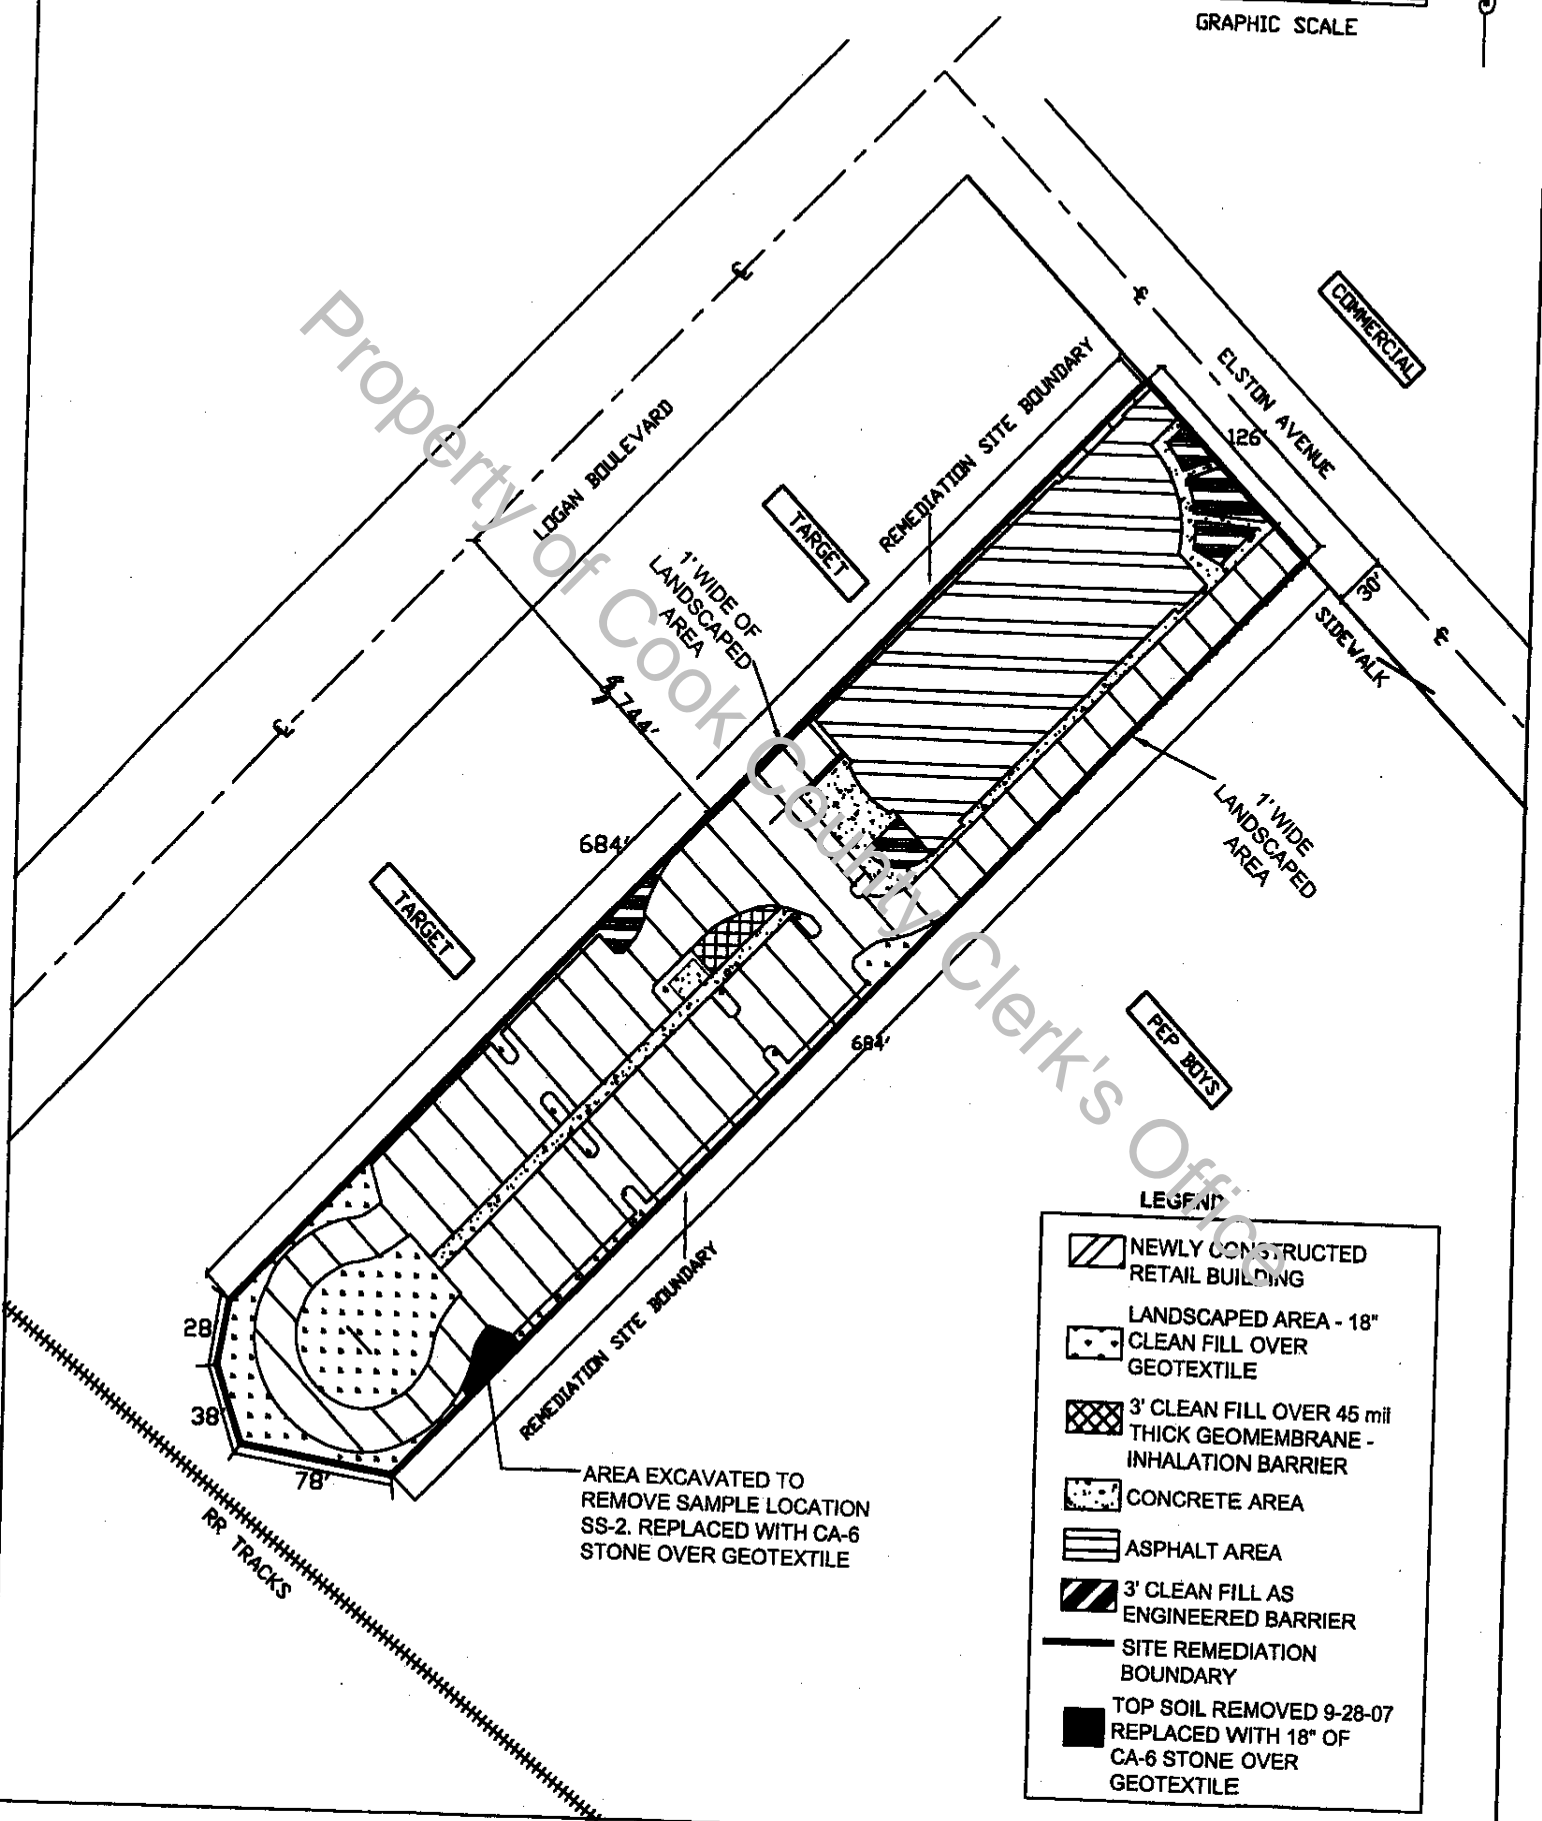 GRAPHIC SCALE
COMMERCIAL
ELSTON AVENUE
126'
REMEDIATION SITE BOUNDARY
LOGAN BOULEVARD
TARGET
1' WIDE OF
LANDSCAPED
AREA
SIDEWALK
744'
684'
TARGET
1' WIDE
LANDSCAPED
AREA
684'
PEP BOYS
REMEDIATION SITE BOUNDARY
28'
38'
78'
RR TRACKS
AREA EXCAVATED TO
REMOVE SAMPLE LOCATION
SS-2. REPLACED WITH CA-6
STONE OVER GEOTEXTILE
LEGEND
NEWLY CONSTRUCTED
RETAIL BUILDING
LANDSCAPED AREA - 18"
CLEAN FILL OVER
GEOTEXTILE
3' CLEAN FILL OVER 45 mil
THICK GEOMEMBRANE -
INHALATION BARRIER
CONCRETE AREA
ASPHALT AREA
3' CLEAN FILL AS
ENGINEERED BARRIER
SITE REMEDIATION
BOUNDARY
TOP SOIL REMOVED 9-28-07
REPLACED WITH 18" OF
CA-6 STONE OVER
GEOTEXTILE
Property of Cook County Clerk's Office